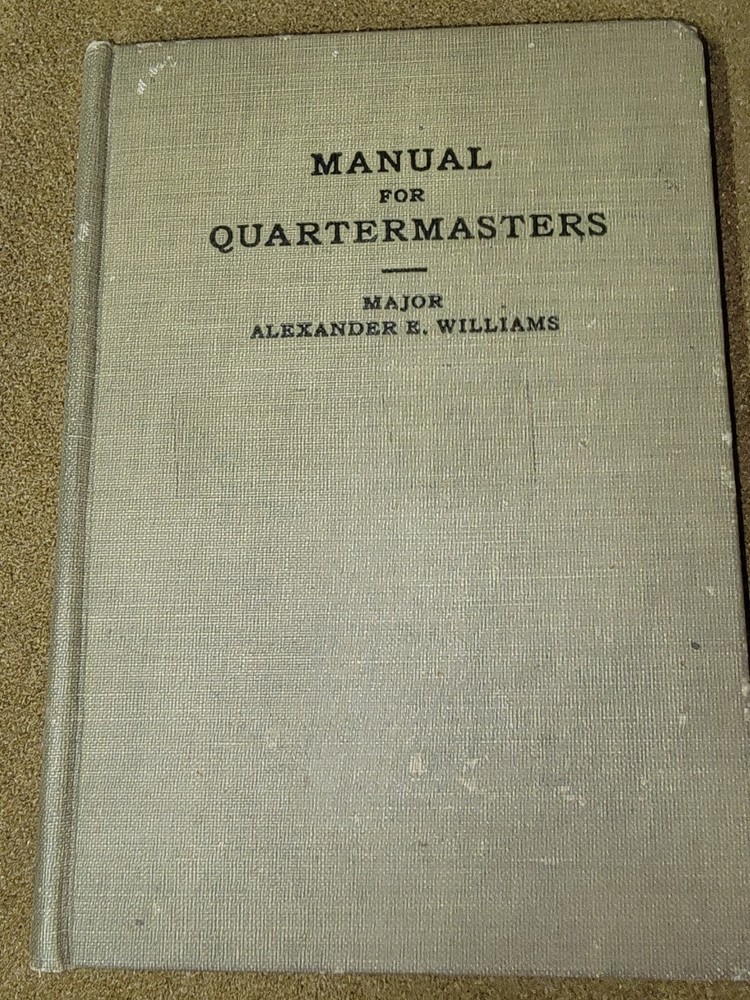 MANUAL
FOR
QUARTERMASTERS
MAJOR
ALEXANDER E. WILLIAMS